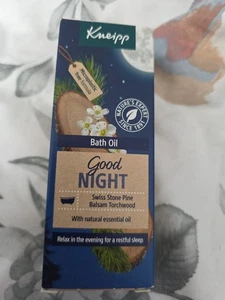 Kneipp
NATURE'S EXPERT
SINCE 1891
Bath Oil
Good
NIGHT
Swiss Stone Pine
Balsam Torchwood
With natural essential oil
Relax in the evening for a restful sleep